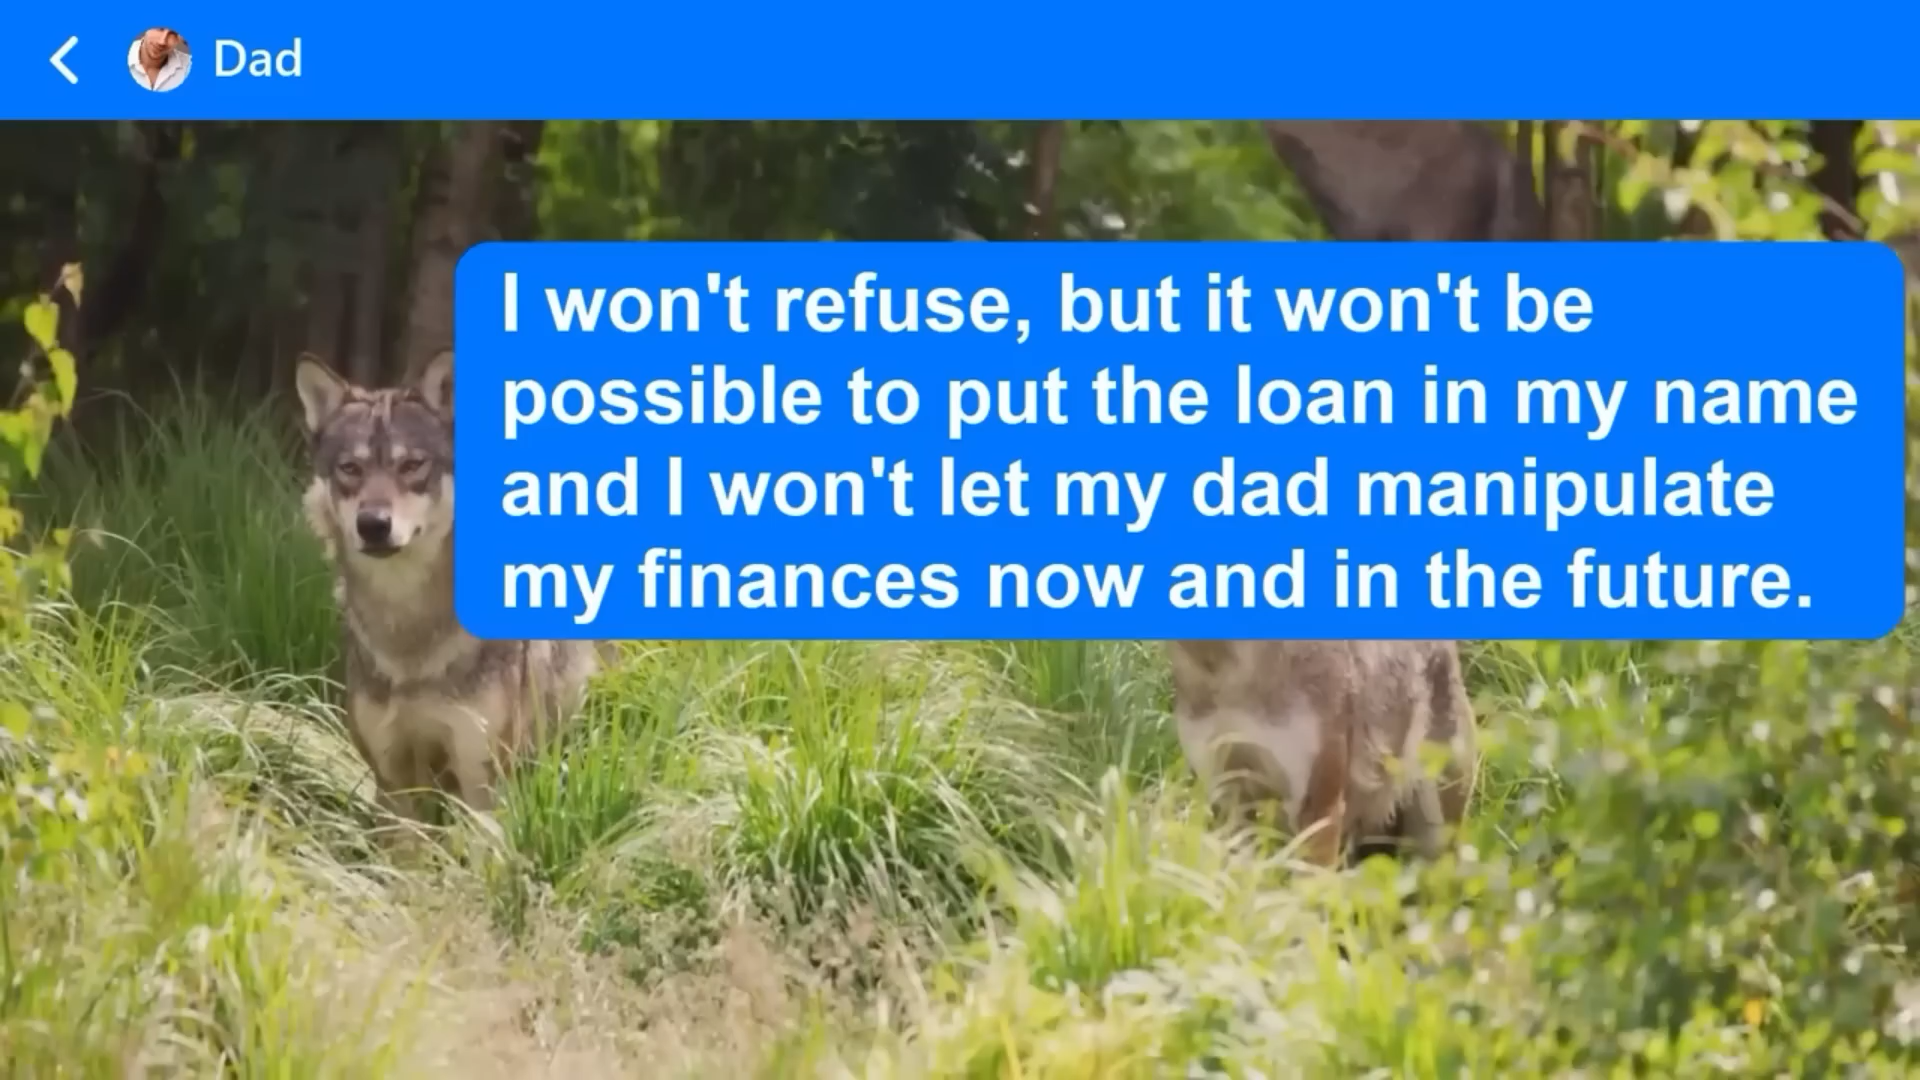 Dad
I won't refuse, but it won't be
possible to put the loan in my name
and I won't let my dad manipulate
my finances now and in the future.